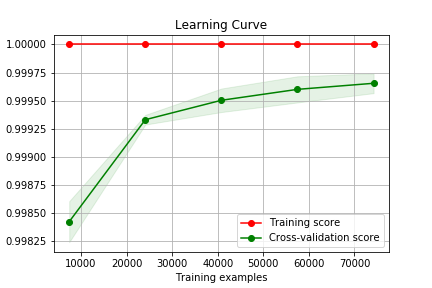 Learning Curve
1.00000
0.99975
0.99950
0.99925
0.99900
0.99875
0.99850
0.99825
Training score
Cross-validation score
10000 20000 30000 40000 50000 60000 70000
Training examples